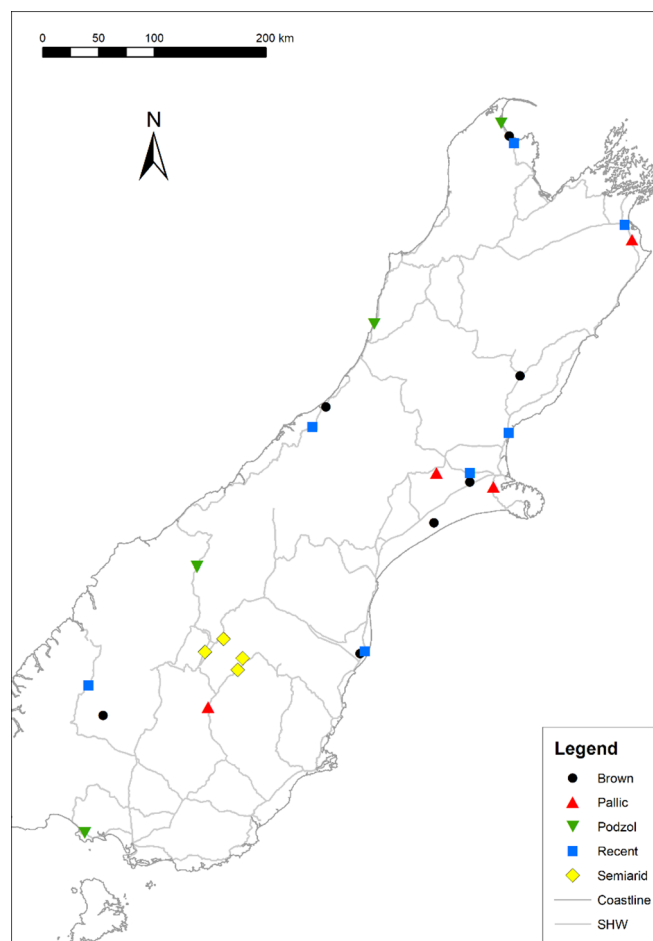 0 50 100 200 km
N
Legend
Brown
Pallic
Podzol
Recent
Semiarid
Coastline
SHW